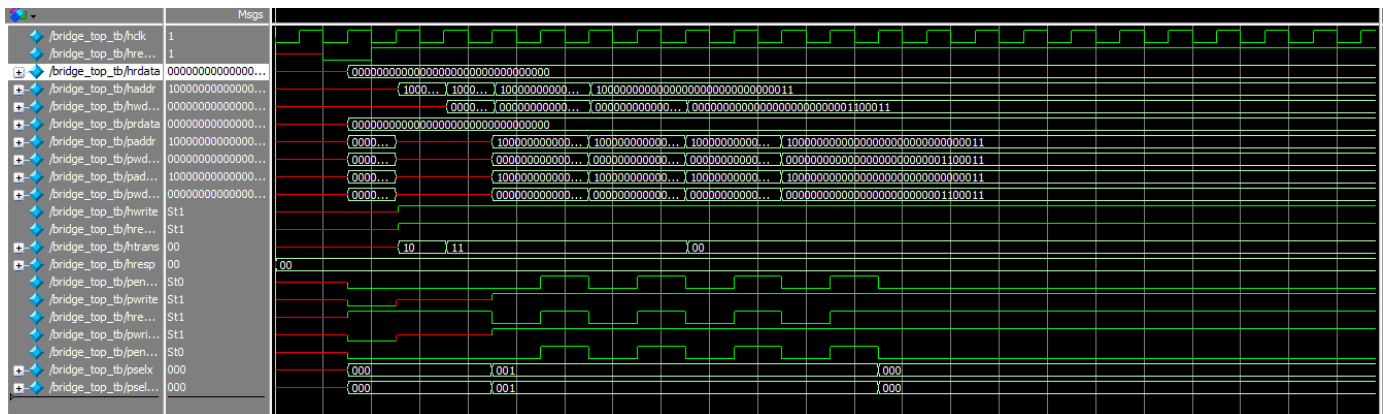 Msgs
/bridge_top_tb/hclk 1
/bridge_top_tb/hre... 1
/bridge_top_tb/hrdata 00000000000000... 00000000000000000000000000000000
/bridge_top_tb/haddr 10000000000000... 1000... 1000... 10000000000... 10000000000000000000000000000011
/bridge_top_tb/hwd... 00000000000000... 0000... 00000000000... 000000000000... 00000000000000000000000001100011
/bridge_top_tb/prdata 00000000000000... 00000000000000000000000000000000
/bridge_top_tb/paddr 10000000000000... 0000... 100000000000... 100000000000... 1000000000000... 10000000000000000000000000000011
/bridge_top_tb/pwd... 00000000000000... 0000... 000000000000... 000000000000... 0000000000000... 00000000000000000000000001100011
/bridge_top_tb/pad... 10000000000000... 0000... 100000000000... 100000000000... 1000000000000... 10000000000000000000000000000011
/bridge_top_tb/pwd... 00000000000000... 0000... 000000000000... 000000000000... 0000000000000... 00000000000000000000000001100011
/bridge_top_tb/hwrite St1
/bridge_top_tb/hre... St1
/bridge_top_tb/htrans 00 10 11 00
/bridge_top_tb/hresp 00 00
/bridge_top_tb/pen... St0
/bridge_top_tb/pwrite St1
/bridge_top_tb/hre... St1
/bridge_top_tb/pwri... St1
/bridge_top_tb/pen... St0
/bridge_top_tb/pselx 000 000 001 000
/bridge_top_tb/psel... 000 000 001 000